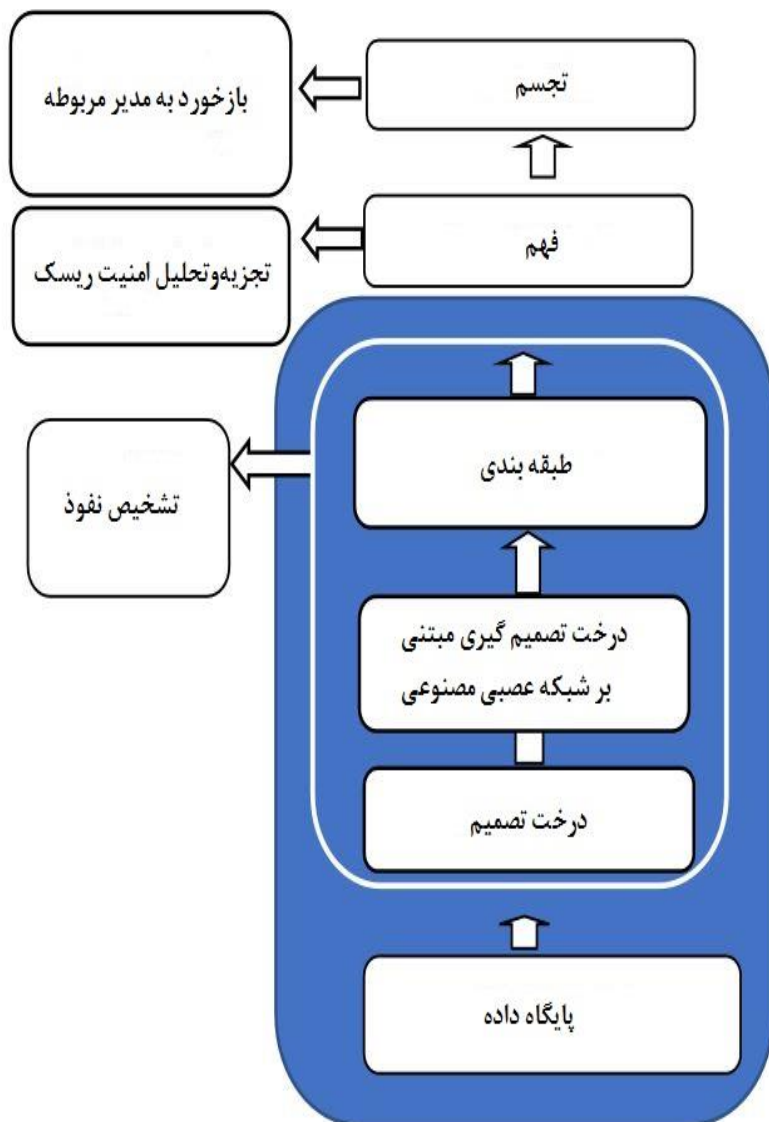 تجسم
بازخورد به مدیر مربوطه
فهم
تجزیه‌وتحلیل امنیت ریسک
طبقه بندی
تشخیص نفوذ
درخت تصمیم گیری مبتنی
بر شبکه عصبی مصنوعی
درخت تصمیم
پایگاه داده